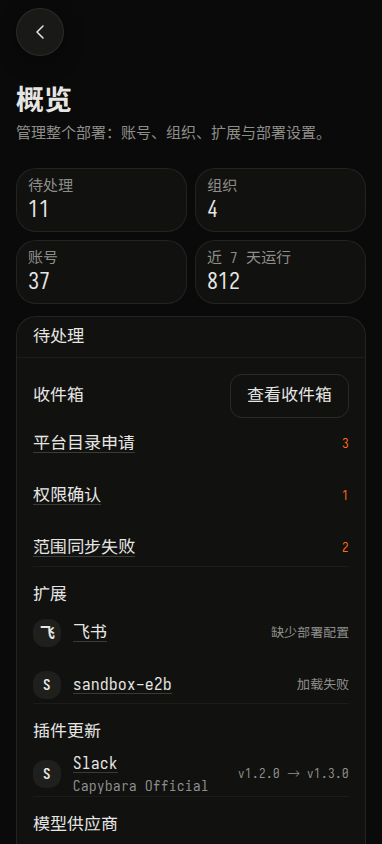 概览
管理整个部署：账号、组织、扩展与部署设置。
待处理
11
组织
4
账号
37
近 7 天运行
812
待处理
收件箱
查看收件箱
平台目录申请
3
权限确认
1
范围同步失败
2
扩展
飞
飞书
缺少部署配置
S
sandbox-e2b
加载失败
插件更新
S
Slack
Capybara Official
v1.2.0 → v1.3.0
模型供应商